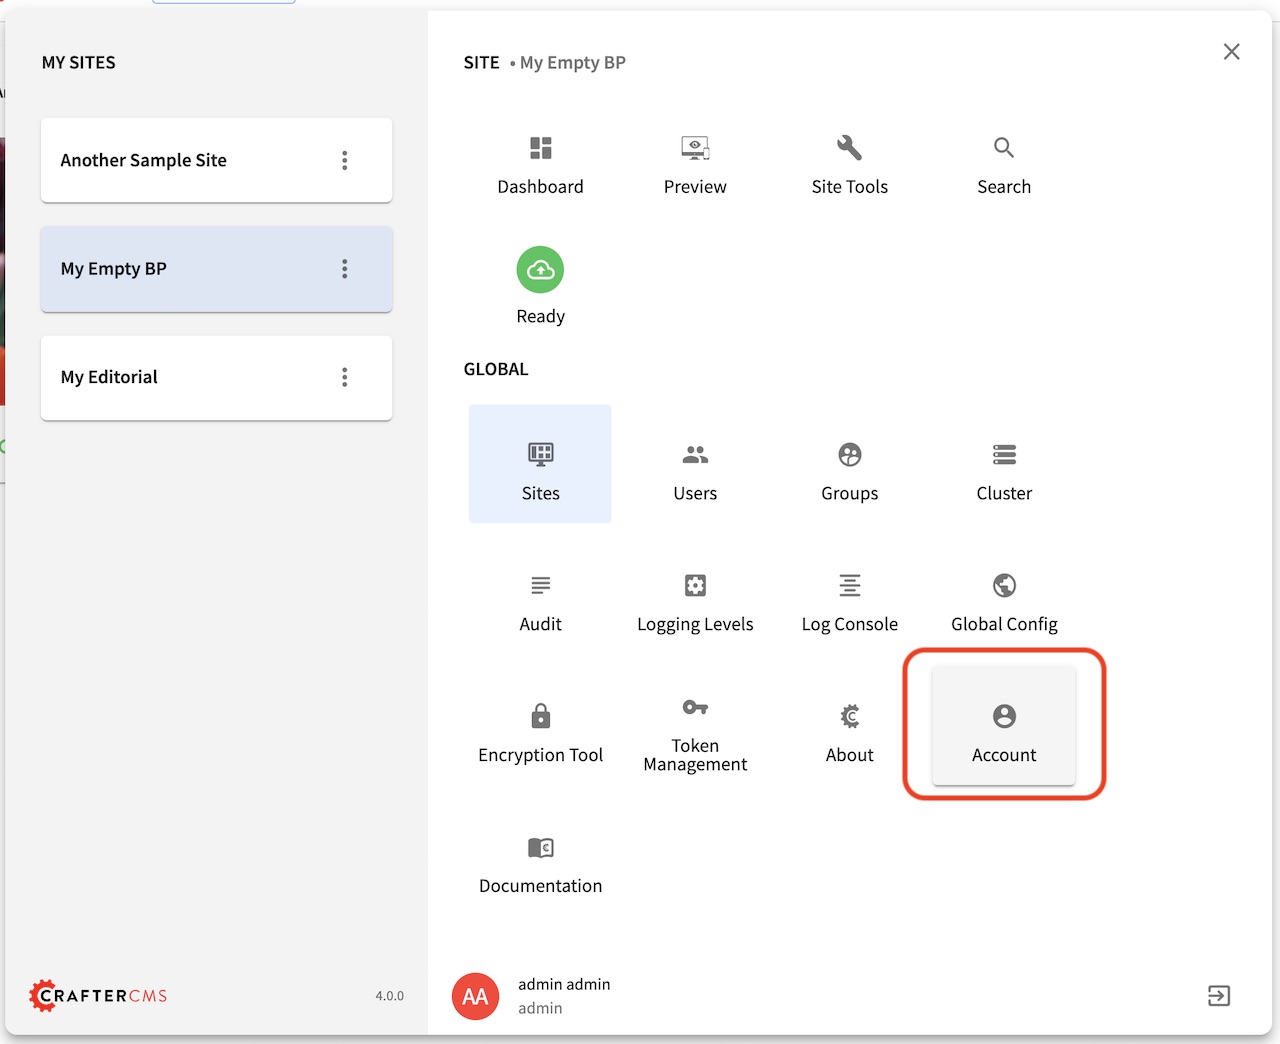 MY SITES
Another Sample Site
My Empty BP
My Editorial
CRAFTERCMS
4.0.0
SITE • My Empty BP
Dashboard
Preview
Site Tools
Search
Ready
GLOBAL
Sites
Users
Groups
Cluster
Audit
Logging Levels
Log Console
Global Config
Encryption Tool
Token
Management
About
Account
Documentation
AA
admin admin
admin